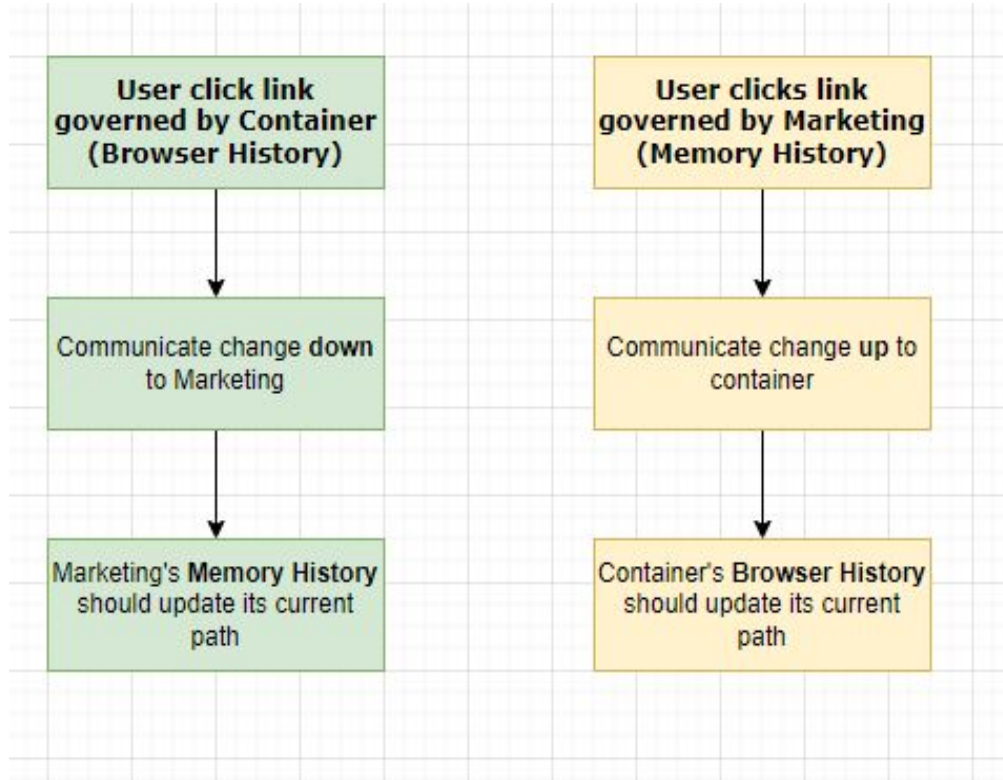 User click link
governed by Container
(Browser History)
Communicate change down
to Marketing
Marketing's Memory History
should update its current
path
User clicks link
governed by Marketing
(Memory History)
Communicate change up to
container
Container's Browser History
should update its current
path